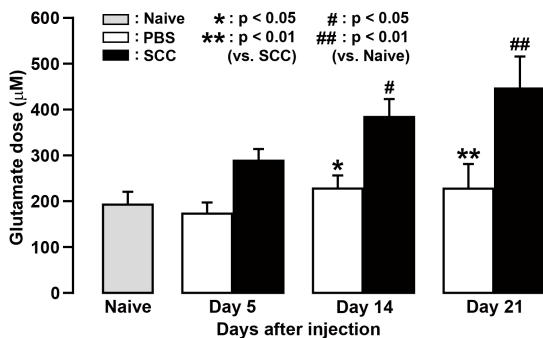 : Naive
: PBS
: SCC
* : p < 0.05
** : p < 0.01
(vs. SCC)
# : p < 0.05
## : p < 0.01
(vs. Naive)
Glutamate dose (μM)
600
500
400
300
200
100
0
*
#
**
##
Naive
Day 5
Day 14
Day 21
Days after injection